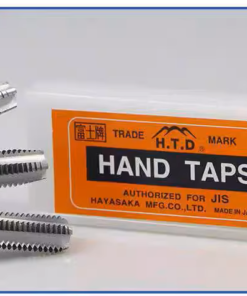 富士牌 TRADE MARK
H.T.D
HAND TAPS
AUTHORIZED FOR JIS
HAYASAKA MFG.CO.,LTD. MADE IN JA